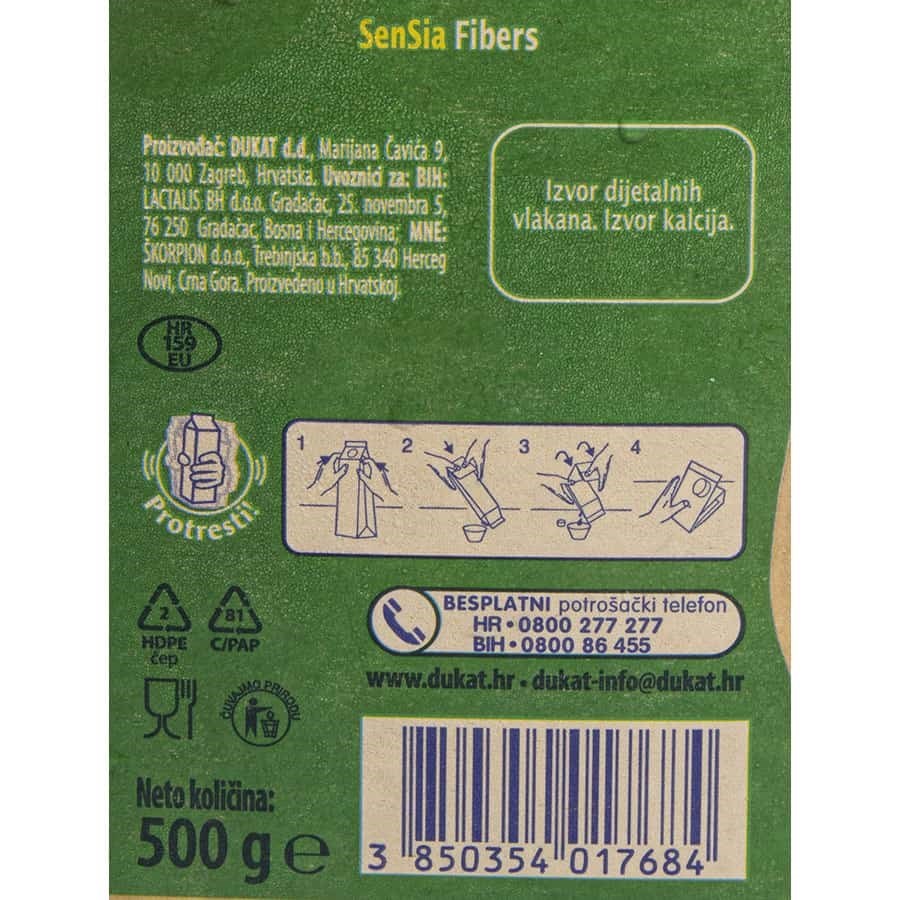 SenSia Fibers
Proizvođač: DUKAT d.d., Marijana Čavića 9,
10 000 Zagreb, Hrvatska. Uvoznici za: BIH:
LACTALIS BH d.o.o. Gradačac, 25. novembra 5,
76 250 Gradačac, Bosna i Hercegovina; MNE:
ŠKORPION d.o.o., Trebinjska b.b., 85 340 Herceg
Novi, Crna Gora. Proizvedeno u Hrvatskoj.
Izvor dijetalnih
vlakana. Izvor kalcija.
HR
159
EU
Protresti!
1 2 3 4
2
HDPE
čep
81
C/PAP
BESPLATNI potrošački telefon
HR • 0800 277 277
BIH • 0800 86 455
www.dukat.hr • dukat-info@dukat.hr
ČUVAJMO PRIRODU
Neto količina:
500 g e
3 850354 017684